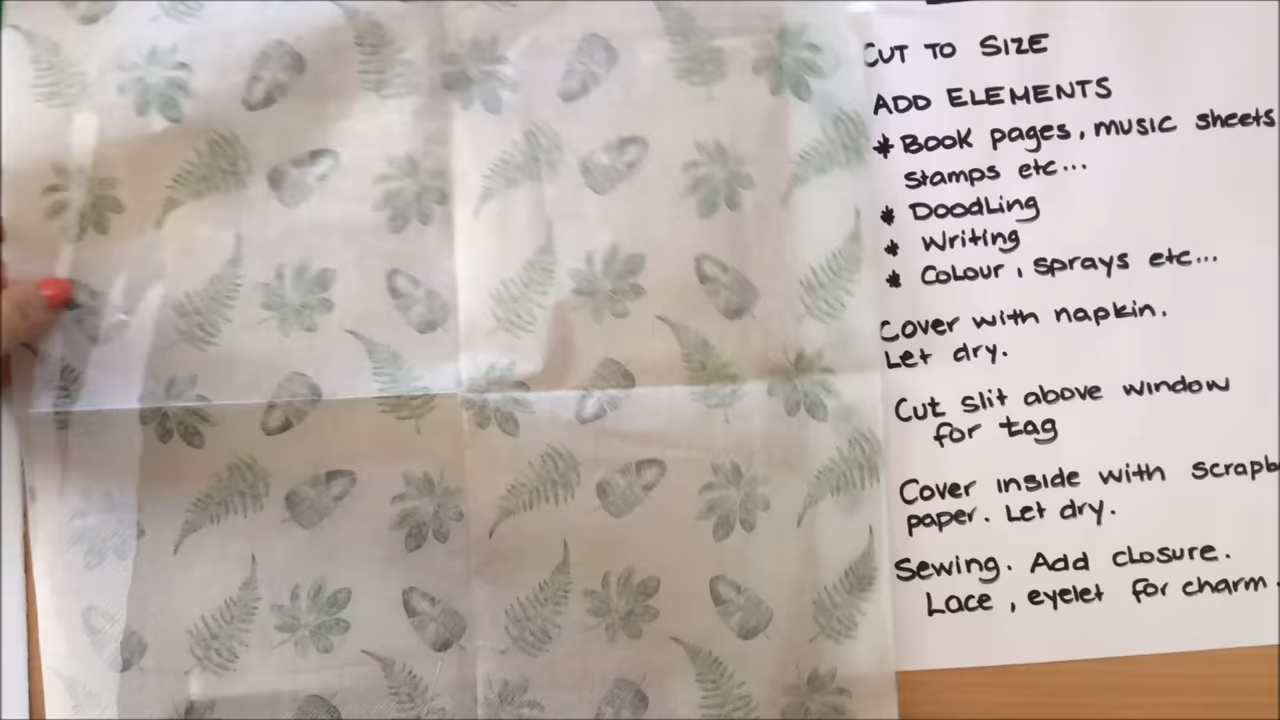 CUT TO SIZE
ADD ELEMENTS
* Book pages, music sheets
stamps etc...
* Doodling
* Writing
* Colour, sprays etc...
Cover with napkin.
Let dry.
Cut slit above window
for tag
Cover inside with
paper. Let dry.
Sewing. Add closure.
Lace, eyelet for charm.